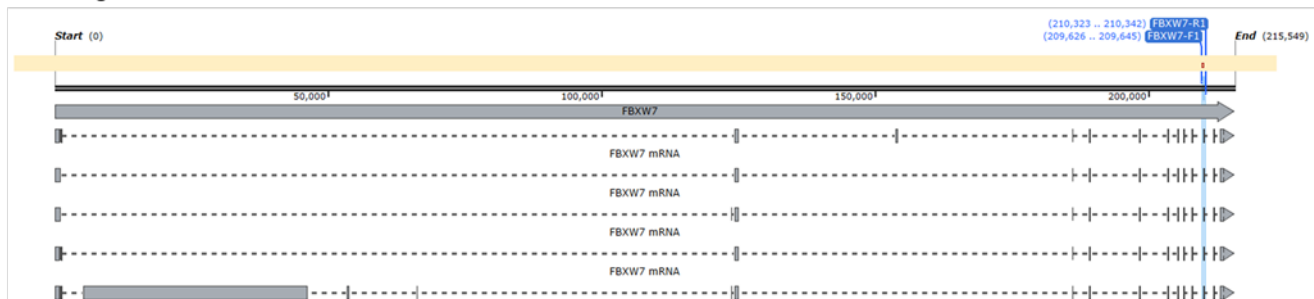 (210,323 .. 210,342) FBXW7-R1
Start (0) (209,626 .. 209,645) FBXW7-F1 End (215,549)
50,000 100,000 150,000 200,000
FBXW7
FBXW7 mRNA
FBXW7 mRNA
FBXW7 mRNA
FBXW7 mRNA